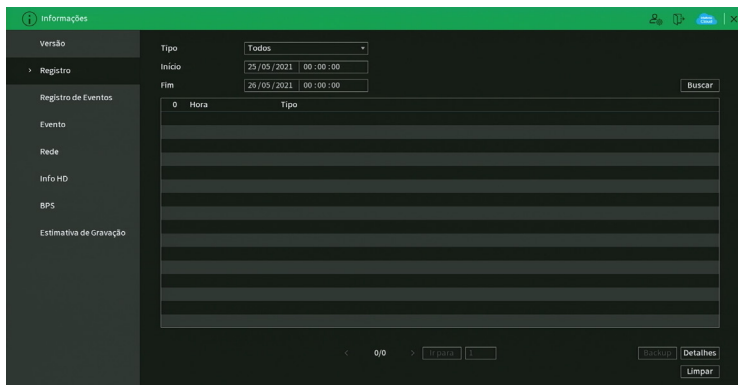 Informações
Versão
Registro
Registro de Eventos
Evento
Rede
Info HD
BPS
Estimativa de Gravação
Tipo Todos
Início 25/05/2021 00:00:00
Fim 26/05/2021 00:00:00
Buscar
0 Hora Tipo
< 0/0 > Ir para 1
Backup Detalhes
Limpar